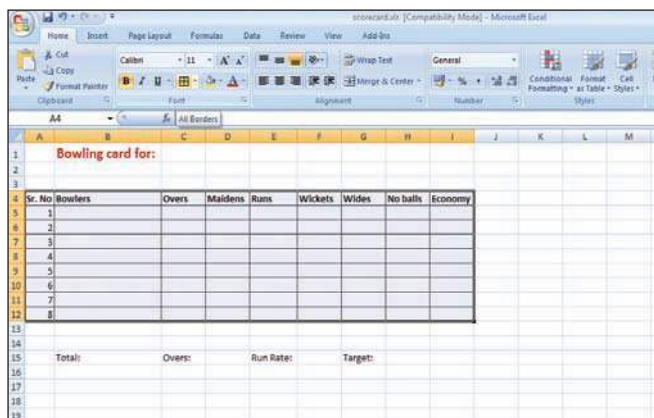 scorecard.xls [Compatibility Mode] - Microsoft Excel
Home Insert Page Layout Formulas Data Review View Add-Ins
Paste
Cut
Copy
Format Painter
Clipboard
Calibri 11 A A
B I U A
Font
Wrap Text
Merge & Center
Alignment
General
% ,
Number
Conditional Formatting
Format as Table
Cell Styles
Styles
A4 fx All Borders
A B C D E F G H I J K L M
1 Bowling card for:
2
3
4 Sr. No Bowlers Overs Maidens Runs Wickets Wides No balls Economy
5 1
6 2
7 3
8 4
9 5
10 6
11 7
12 8
13
14
15 Total: Overs: Run Rate: Target:
16
17
18
19